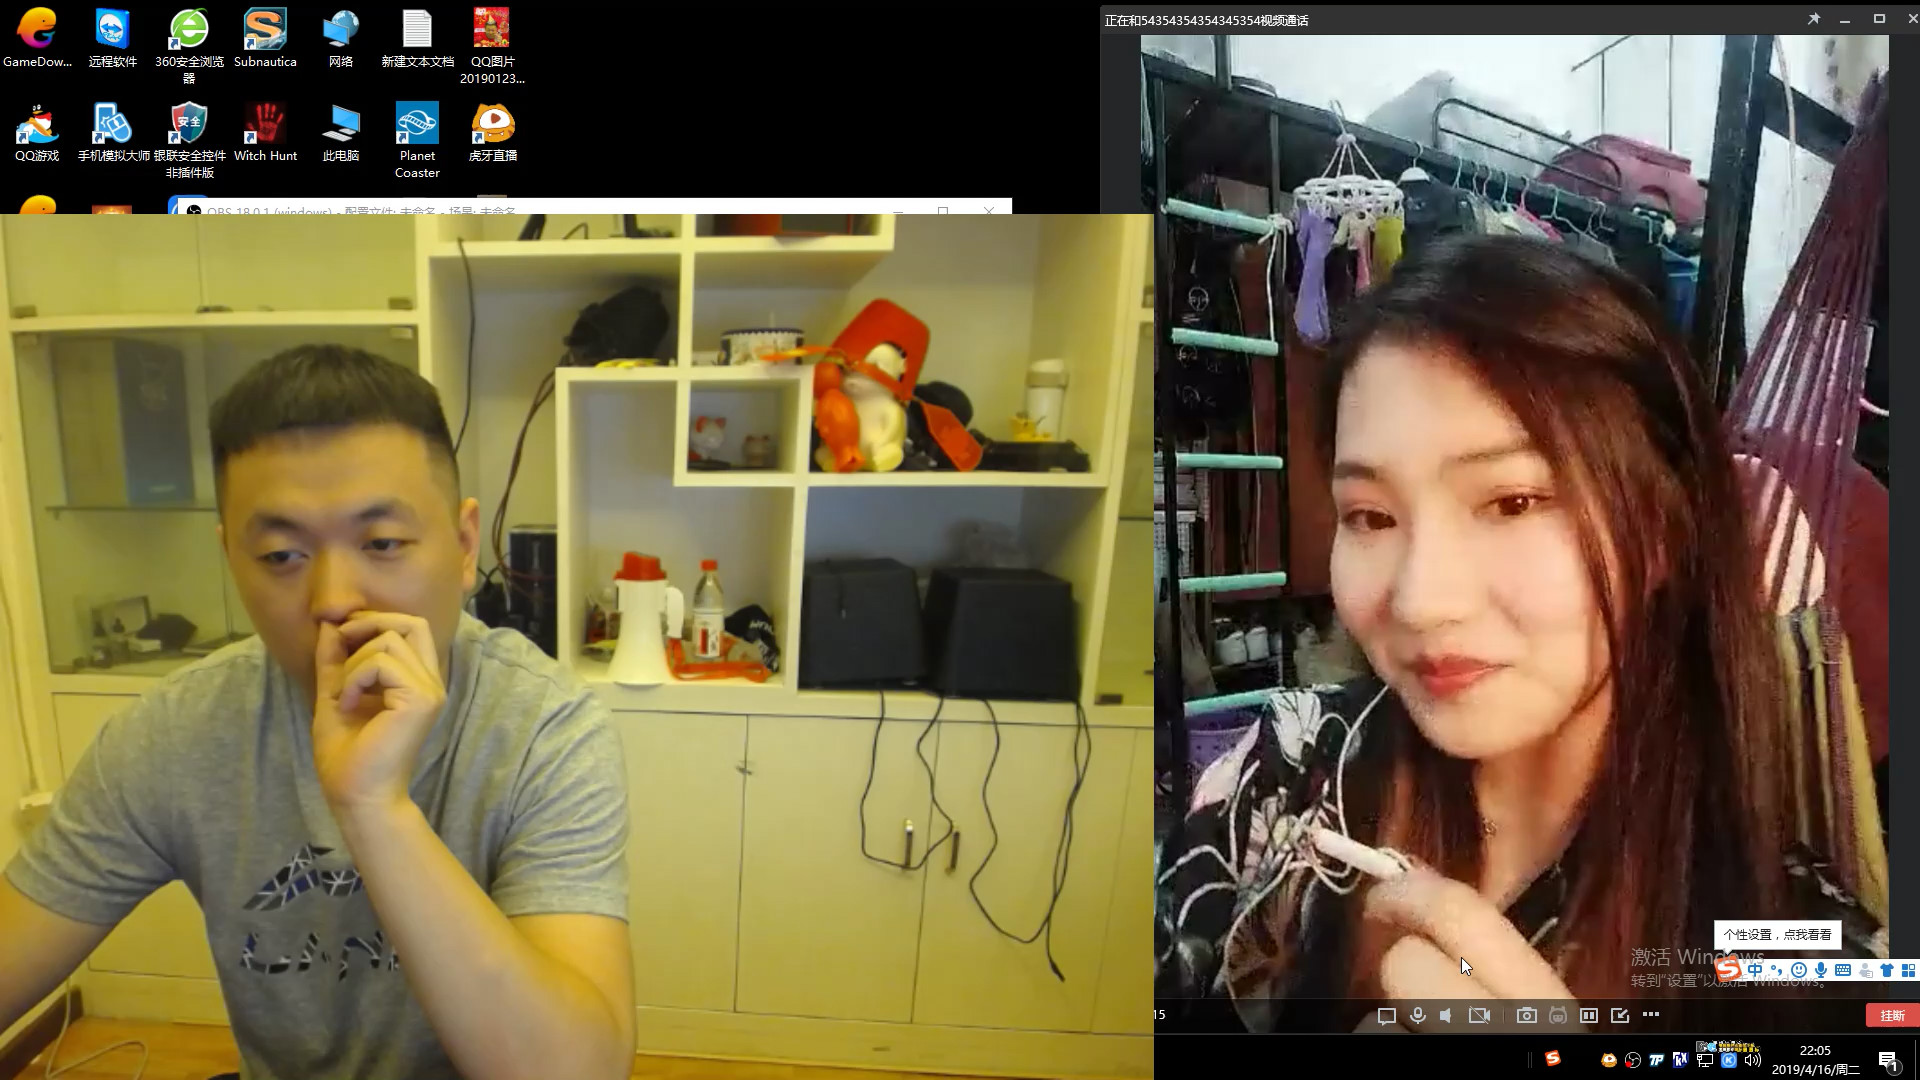 正在和54354354354345354视频通话
GameDow...
远程软件
360安全浏览
器
Subnautica
网络
新建文本文档
QQ图片
20190123...
QQ游戏
手机模拟大师
银联安全控件
非插件版
Witch Hunt
此电脑
Planet
Coaster
虎牙直播
安全
OBS 18.0.1 (windows) - 配置文件: 未命名 - 场景: 未命名
个性设置，点我看看
激活 Windows
转到"设置"以激活 Windows。
中
15
挂断
22:05
2019/4/16/周二
1